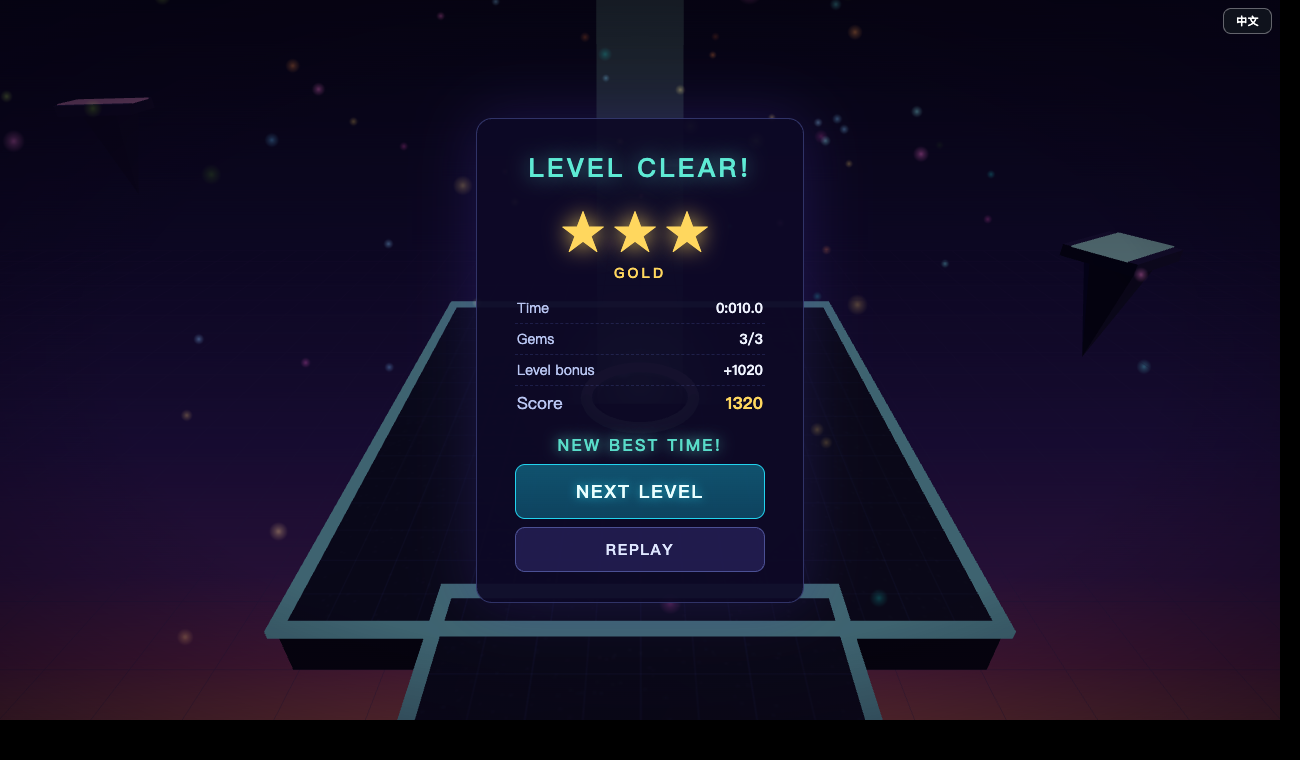 中文
LEVEL CLEAR!
GOLD
Time 0:010.0
Gems 3/3
Level bonus +1020
Score 1320
NEW BEST TIME!
NEXT LEVEL
REPLAY